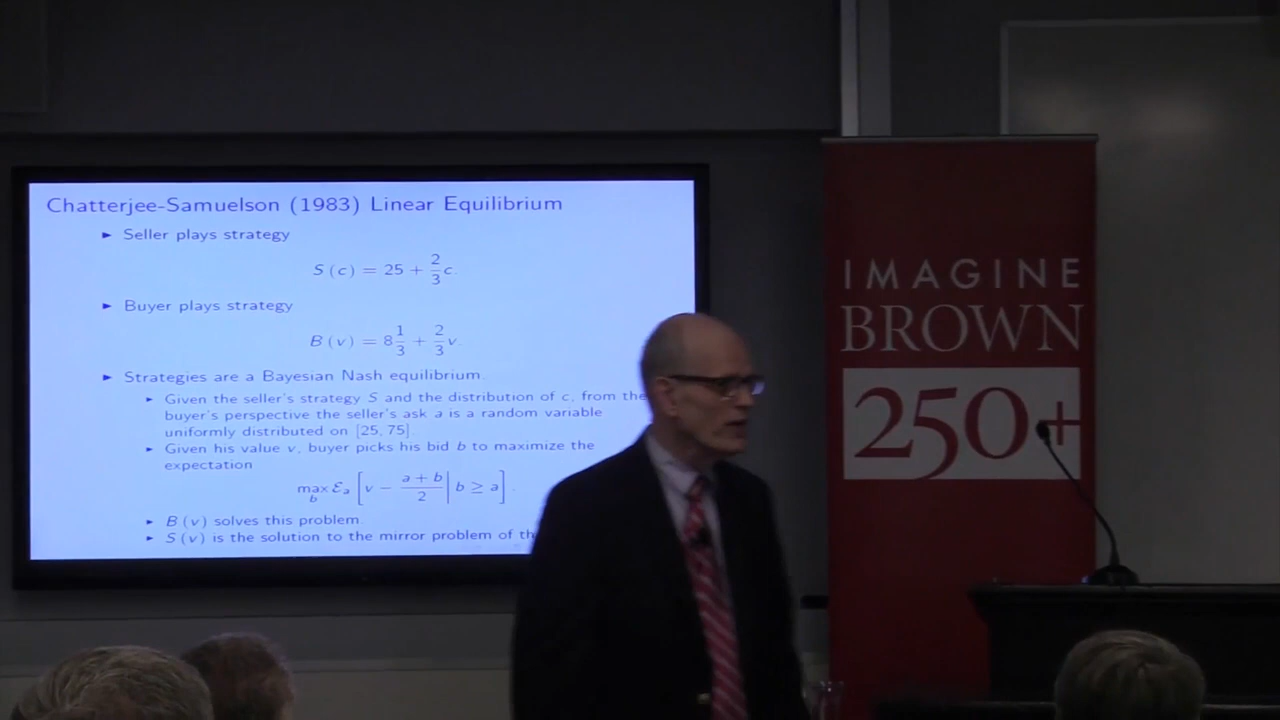 Chatterjee-Samuelson (1983) Linear Equilibrium
► Seller plays strategy
S(c) = 25 + 2/3 c.
► Buyer plays strategy
B(v) = 8 1/3 + 2/3 v.
► Strategies are a Bayesian Nash equilibrium.
► Given the seller's strategy S and the distribution of c, from the
buyer's perspective the seller's ask a is a random variable
uniformly distributed on [25, 75]
► Given his value v, buyer picks his bid b to maximize the
expectation
max_b ℰ_a [v − (a + b)/2 | b ≥ a].
► B(v) solves this problem.
► S(v) is the solution to the mirror problem of
IMAGINE
BROWN
250+